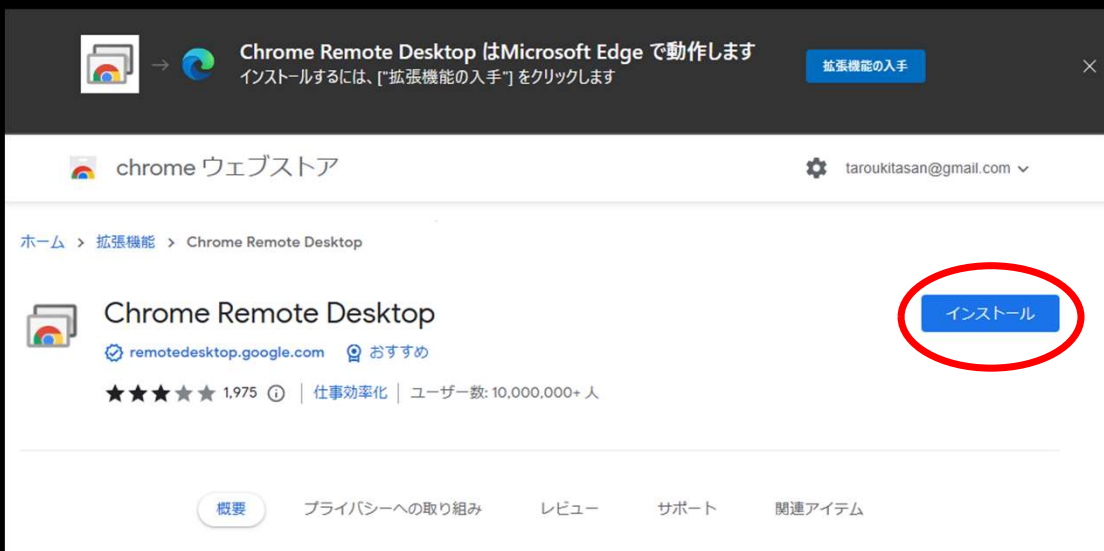 Chrome Remote Desktop はMicrosoft Edge で動作します
インストールするには、["拡張機能の入手"] をクリックします
拡張機能の入手
chrome ウェブストア
taroukitasan@gmail.com
ホーム > 拡張機能 > Chrome Remote Desktop
Chrome Remote Desktop
インストール
remotedesktop.google.com おすすめ
1,975 仕事効率化 ユーザー数: 10,000,000+ 人
概要 プライバシーへの取り組み レビュー サポート 関連アイテム